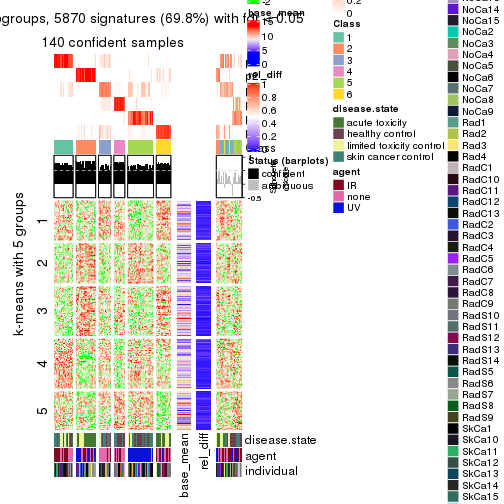 ogroups, 5870 signatures (69.8%) with fdr < 0.05
140 confident samples
base_mean
15
10
5
0
rel_diff
1
0.8
0.6
0.4
0.2
0
Status (barplots)
confident
ambiguous
-0.5
k-means with 5 groups
1
2
3
4
5
base_mean
rel_diff
disease.state
agent
individual
0
Class
1
2
3
4
5
6
disease.state
acute toxicity
healthy control
limited toxicity control
skin cancer control
agent
IR
none
UV
NoCa14
NoCa15
NoCa2
NoCa3
NoCa4
NoCa5
NoCa6
NoCa7
NoCa8
NoCa9
Rad1
Rad2
Rad3
Rad4
RadC1
RadC10
RadC11
RadC12
RadC13
RadC2
RadC3
RadC4
RadC5
RadC6
RadC7
RadC8
RadC9
RadS10
RadS11
RadS12
RadS13
RadS14
RadS5
RadS6
RadS7
RadS8
RadS9
SkCa1
SkCa10
SkCa11
SkCa12
SkCa13
SkCa14
SkCa15